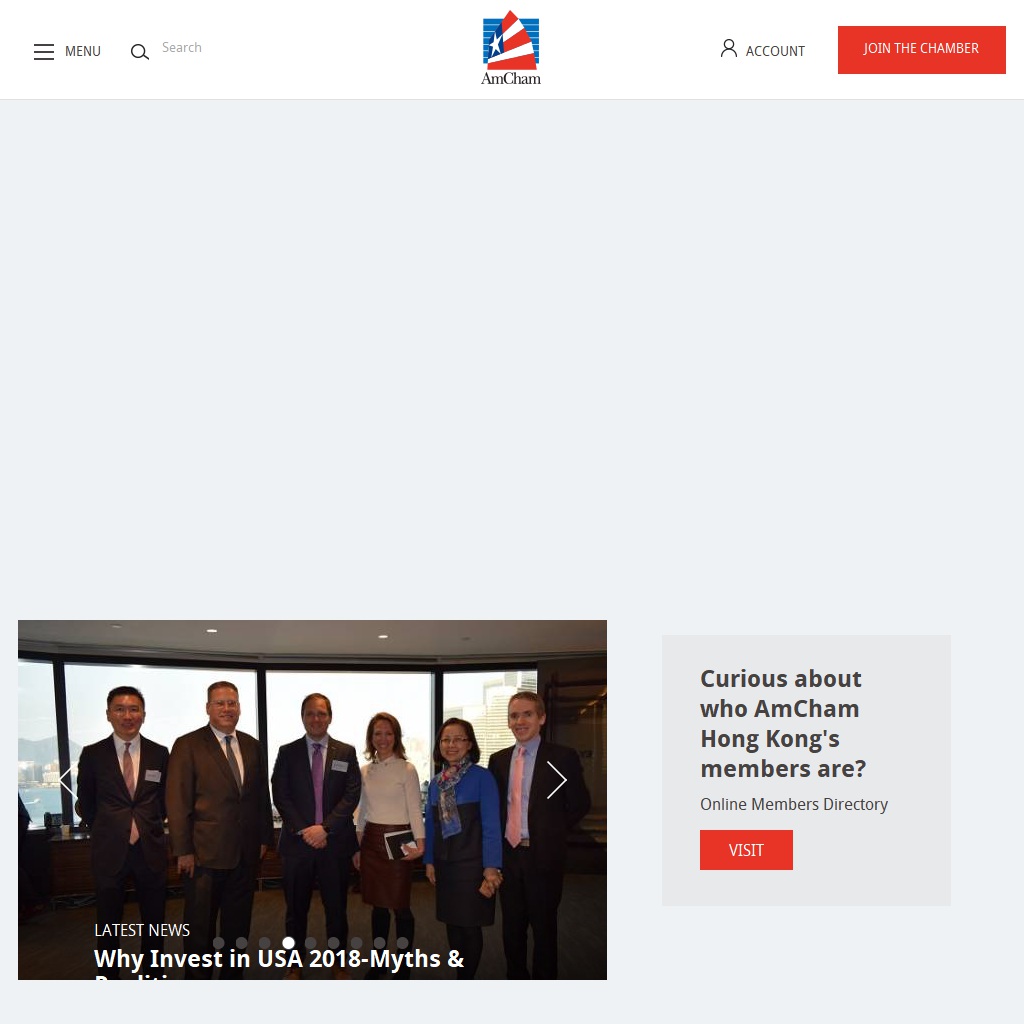 MENU
Search
AmCham
ACCOUNT
JOIN THE CHAMBER
LATEST NEWS
Why Invest in USA 2018-Myths &
Curious about
who AmCham
Hong Kong's
members are?
Online Members Directory
VISIT